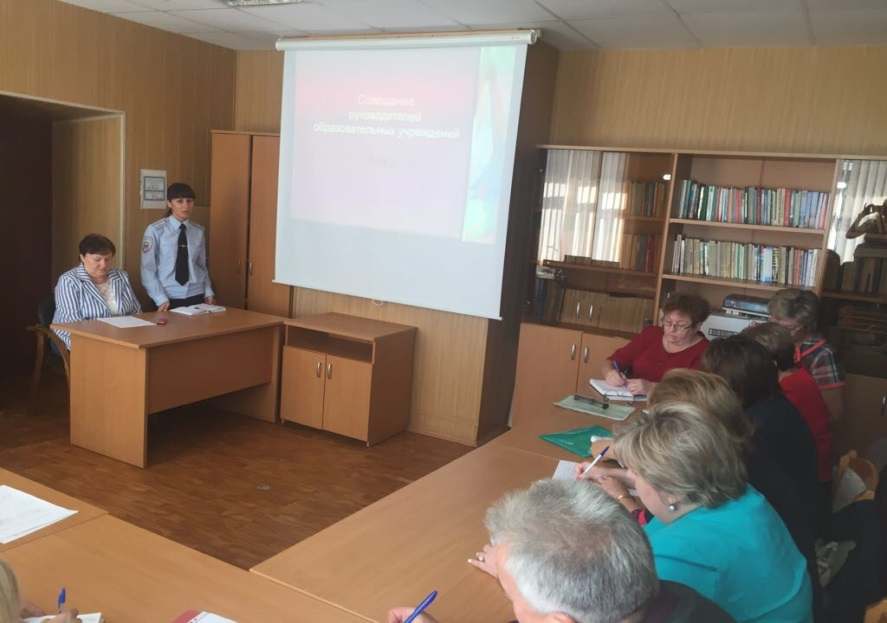 Совещание
руководителей
образовательных учреждений